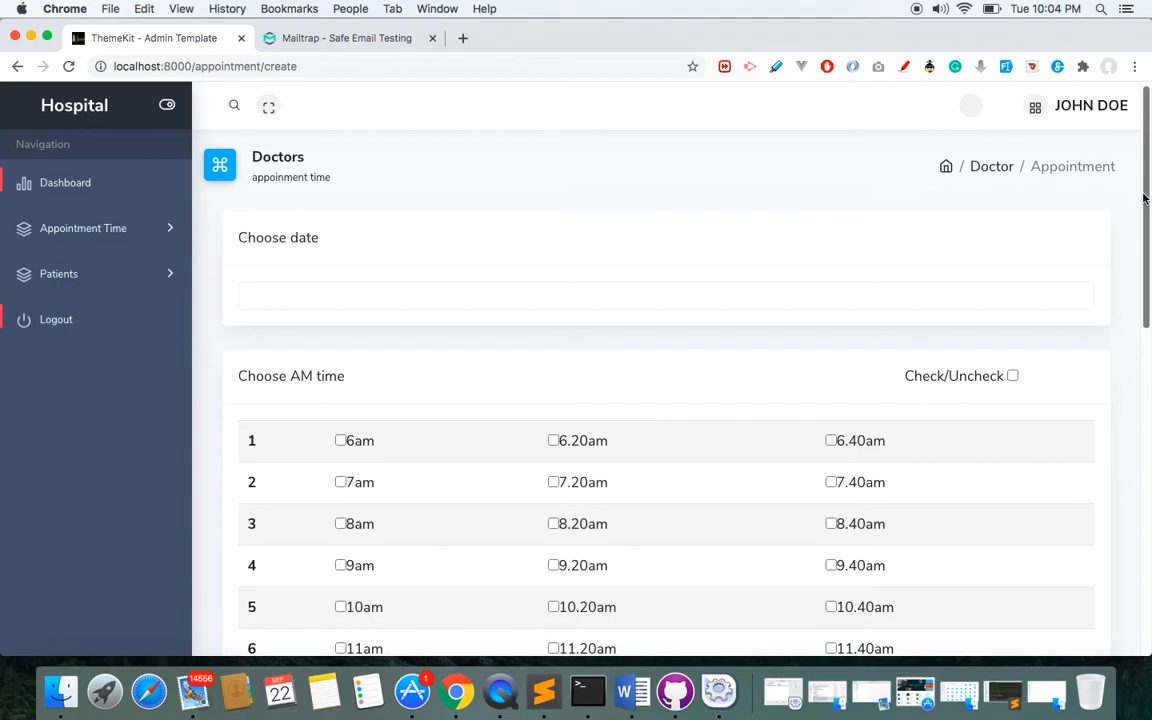 Chrome File Edit View History Bookmarks People Tab Window Help Tue 10:04 PM
ThemeKit - Admin Template Mailtrap - Safe Email Testing
localhost:8000/appointment/create
Hospital JOHN DOE
Navigation
Dashboard
Appointment Time
Patients
Logout
Doctors
appoinment time
/ Doctor / Appointment
Choose date
Choose AM time Check/Uncheck
1 6am 6.20am 6.40am
2 7am 7.20am 7.40am
3 8am 8.20am 8.40am
4 9am 9.20am 9.40am
5 10am 10.20am 10.40am
6 11am 11.20am 11.40am
14556 SEP 22 1